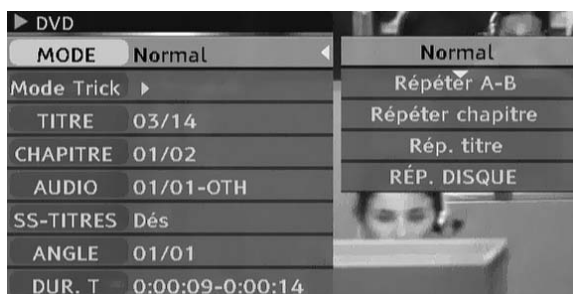 DVD
MODE Normal
Mode Trick
TITRE 03/14
CHAPITRE 01/02
AUDIO 01/01-OTH
SS-TITRES Dés
ANGLE 01/01
DUR. T 0:00:09-0:00:14
Normal
Répéter A-B
Répéter chapitre
Rép. titre
RÉP. DISQUE